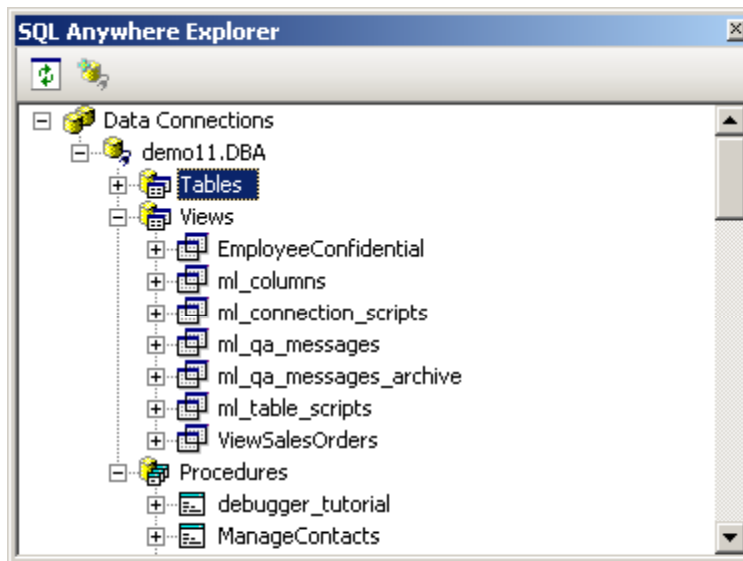 SQL Anywhere Explorer
Data Connections
demo11.DBA
Tables
Views
EmployeeConfidential
ml_columns
ml_connection_scripts
ml_qa_messages
ml_qa_messages_archive
ml_table_scripts
ViewSalesOrders
Procedures
debugger_tutorial
ManageContacts